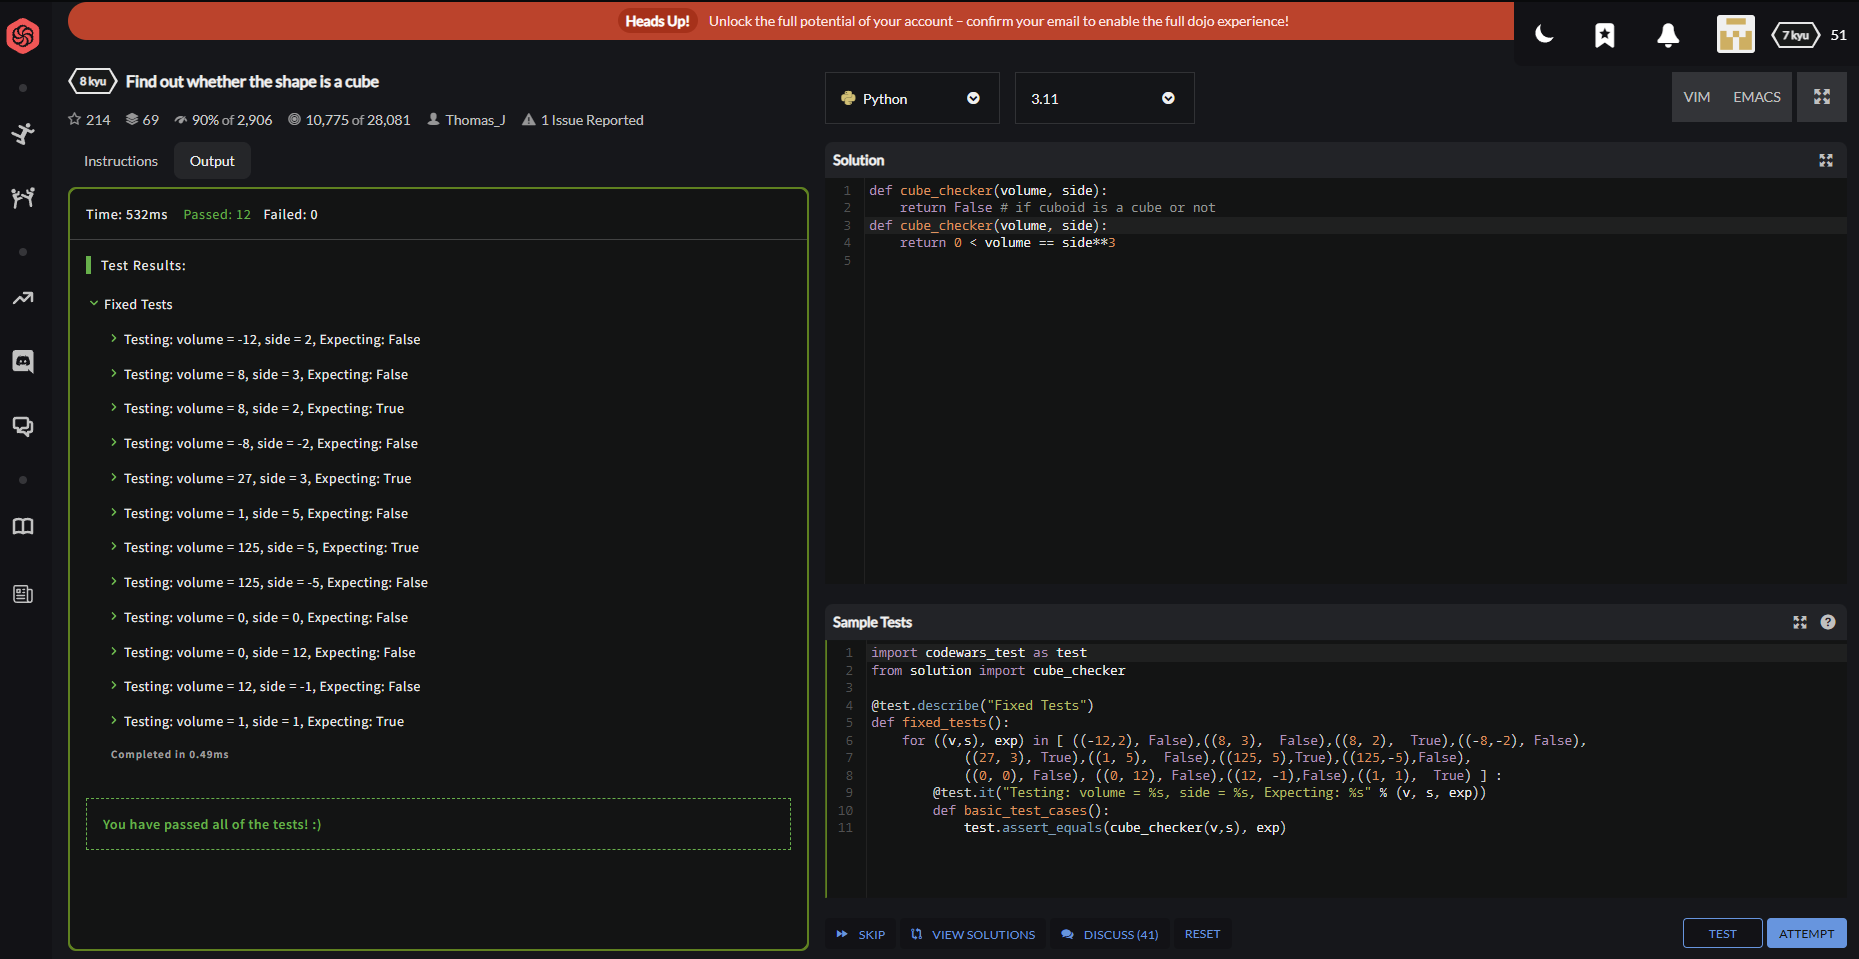 Heads Up! Unlock the full potential of your account – confirm your email to enable the full dojo experience!
7 kyu 51
8 kyu Find out whether the shape is a cube
214 69 90% of 2,906 10,775 of 28,081 Thomas_J 1 Issue Reported
Instructions Output
Time: 532ms Passed: 12 Failed: 0
Test Results:
Fixed Tests
Testing: volume = -12, side = 2, Expecting: False
Testing: volume = 8, side = 3, Expecting: False
Testing: volume = 8, side = 2, Expecting: True
Testing: volume = -8, side = -2, Expecting: False
Testing: volume = 27, side = 3, Expecting: True
Testing: volume = 1, side = 5, Expecting: False
Testing: volume = 125, side = 5, Expecting: True
Testing: volume = 125, side = -5, Expecting: False
Testing: volume = 0, side = 0, Expecting: False
Testing: volume = 0, side = 12, Expecting: False
Testing: volume = 12, side = -1, Expecting: False
Testing: volume = 1, side = 1, Expecting: True
Completed in 0.49ms
You have passed all of the tests! :)
Python 3.11 VIM EMACS
Solution
1 def cube_checker(volume, side):
2 return False # if cuboid is a cube or not
3 def cube_checker(volume, side):
4 return 0 < volume == side**3
5
Sample Tests ?
1 import codewars_test as test
2 from solution import cube_checker
3
4 @test.describe("Fixed Tests")
5 def fixed_tests():
6 for ((v,s), exp) in [ ((-12,2), False),((8, 3), False),((8, 2), True),((-8,-2), False),
7 ((27, 3), True),((1, 5), False),((125, 5),True),((125,-5),False),
8 ((0, 0), False), ((0, 12), False),((12, -1),False),((1, 1), True) ] :
9 @test.it("Testing: volume = %s, side = %s, Expecting: %s" % (v, s, exp))
10 def basic_test_cases():
11 test.assert_equals(cube_checker(v,s), exp)
SKIP VIEW SOLUTIONS DISCUSS (41) RESET TEST ATTEMPT